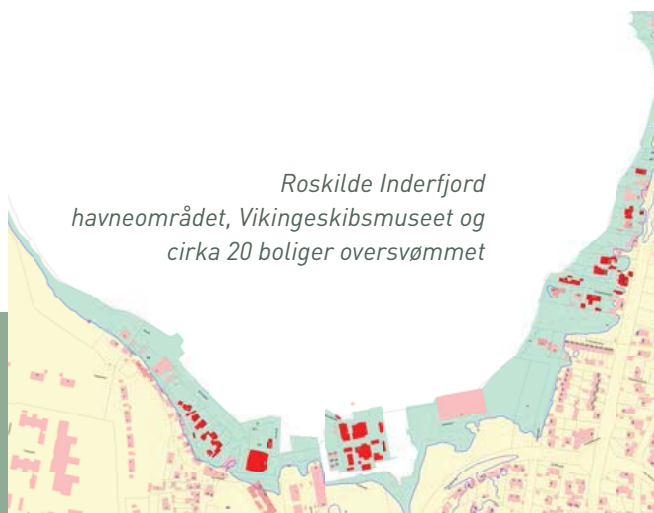 Roskilde Inderfjord
havneområdet, Vikingeskibsmuseet og
cirka 20 boliger oversvømmet